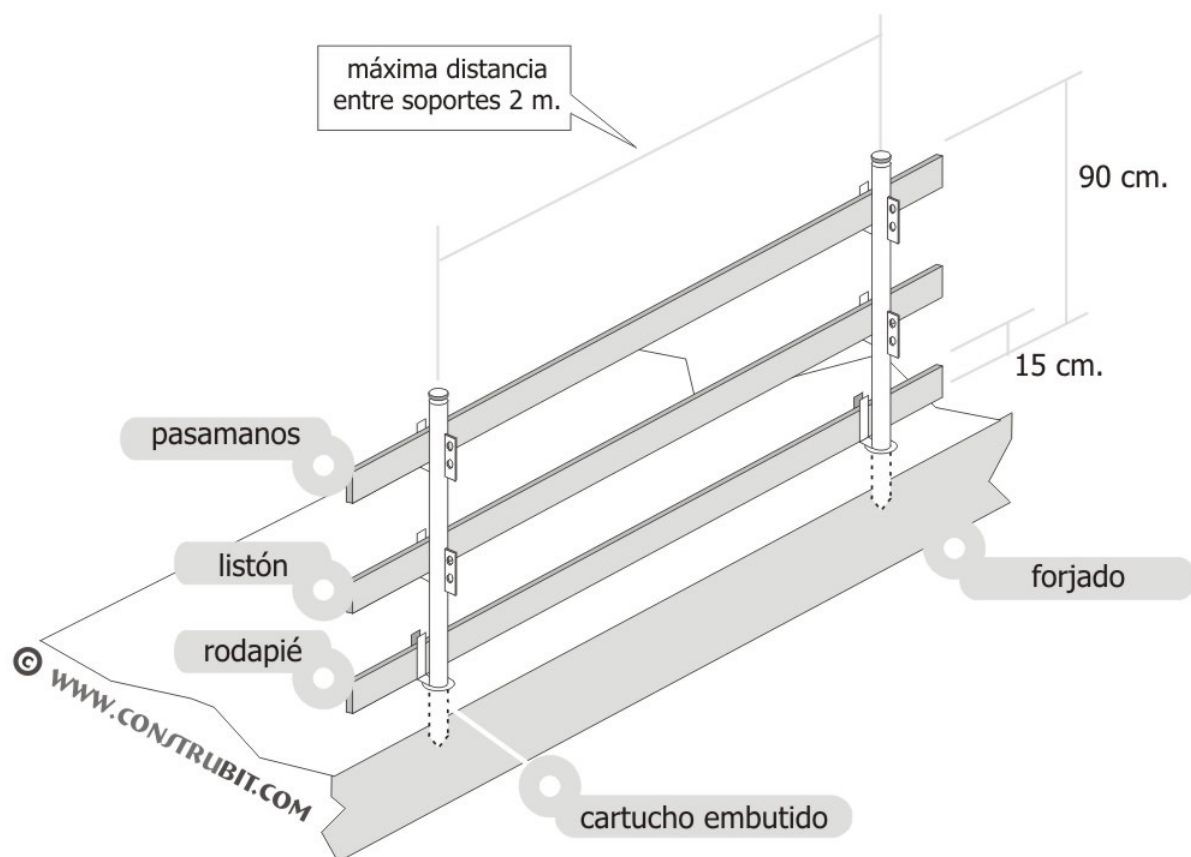 máxima distancia
entre soportes 2 m.
90 cm.
15 cm.
pasamanos
listón
forjado
rodapié
© WWW.CONSTRUBIT.COM
cartucho embutido